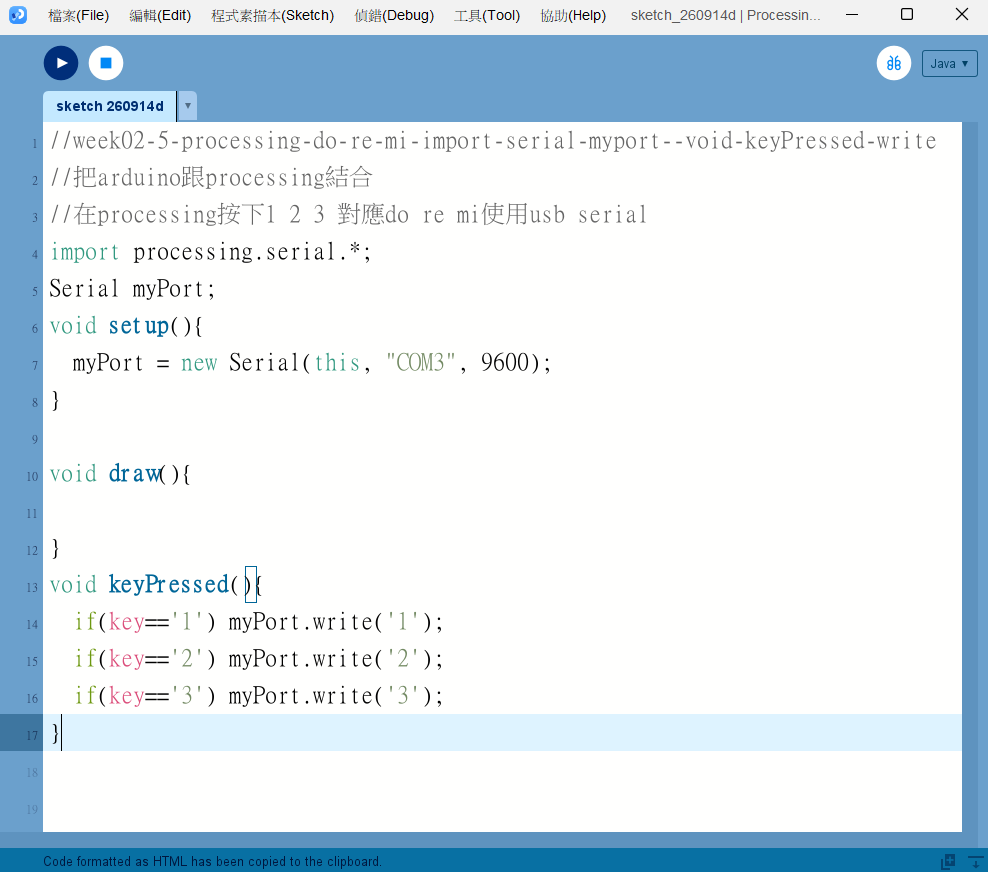 檔案(File) 編輯(Edit) 程式素描本(Sketch) 偵錯(Debug) 工具(Tool) 協助(Help) sketch_260914d | Processin...
Java ▼
sketch 260914d ▼
1 //week02-5-processing-do-re-mi-import-serial-myport--void-keyPressed-write
2 //把arduino跟processing結合
3 //在processing按下1 2 3 對應do re mi使用usb serial
4 import processing.serial.*;
5 Serial myPort;
6 void setup(){
7   myPort = new Serial(this, "COM3", 9600);
8 }
9
10 void draw(){
11
12 }
13 void keyPressed(){
14   if(key=='1') myPort.write('1');
15   if(key=='2') myPort.write('2');
16   if(key=='3') myPort.write('3');
17 }
18
19
Code formatted as HTML has been copied to the clipboard.